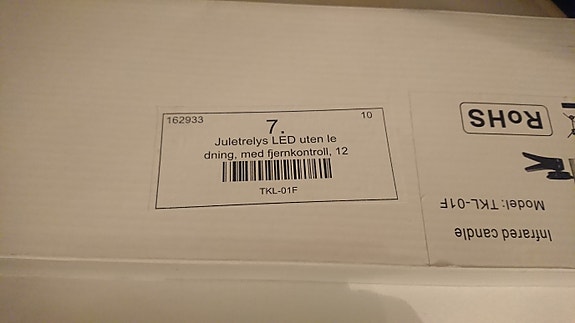 162933
7.
10
Juletrelys LED uten le
dning, med fjernkontroll, 12
TKL-01F
RoHS
Model: TKL-01F
Infrared candle